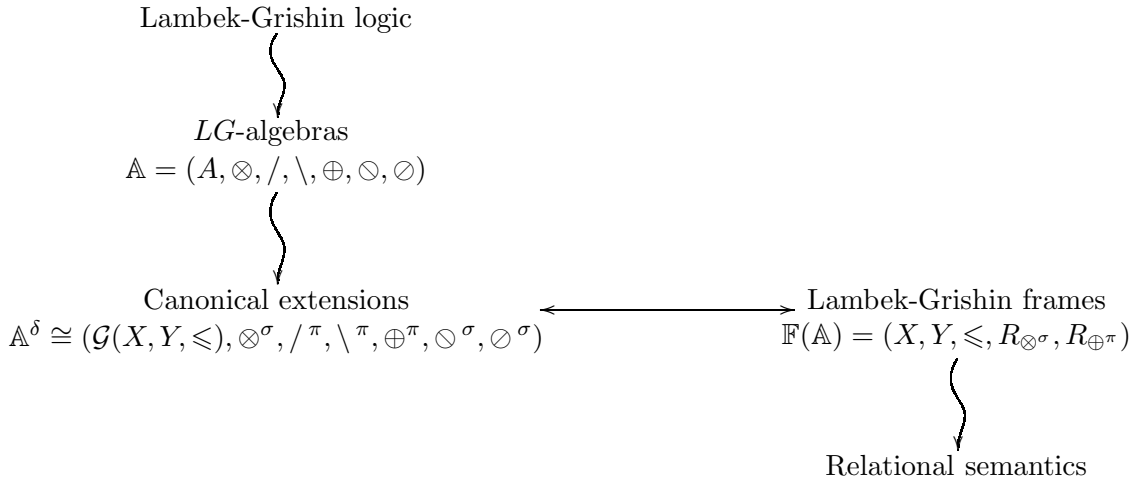 Lambek-Grishin logic
LG-algebras
𝔸 = (A, ⊗, /, \, ⊕, ⦸, ⊘)
Canonical extensions
Lambek-Grishin frames
𝔸^δ ≅ (𝒢(X, Y, ⩽), ⊗^σ, /^π, \^π, ⊕^π, ⦸^σ, ⊘^σ)
𝔽(𝔸) = (X, Y, ⩽, R_{⊗^σ}, R_{⊕^π})
Relational semantics